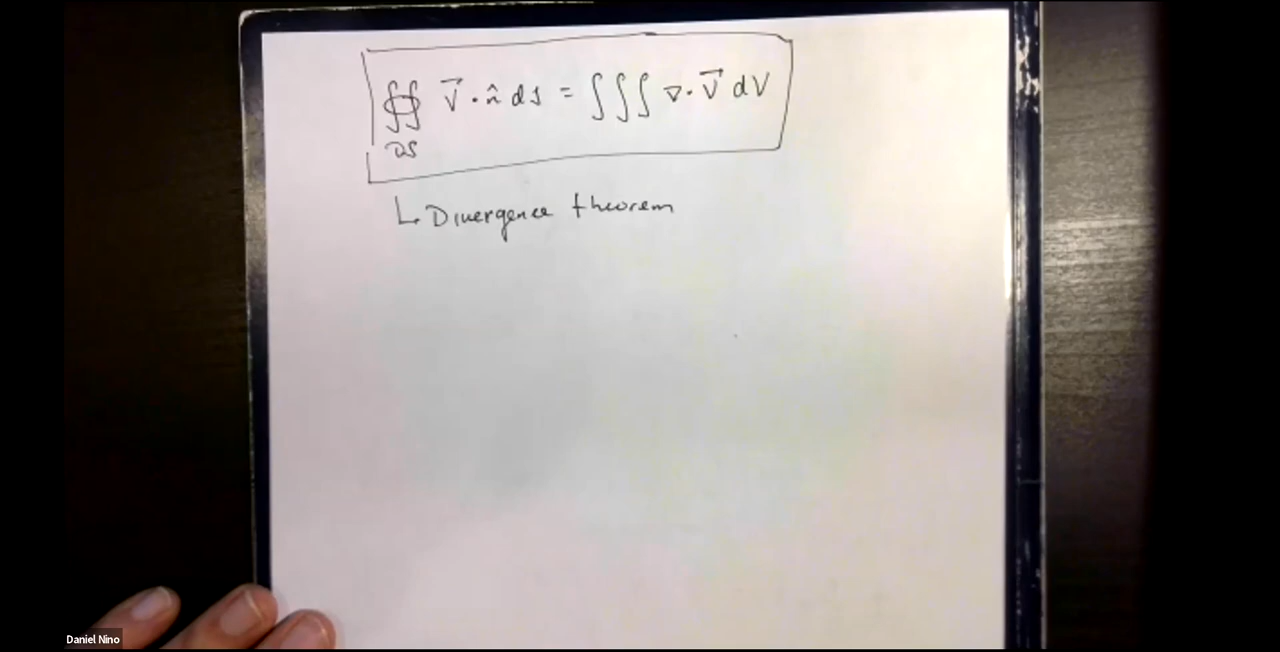 ∯ V⃗ · n̂ ds = ∫∫∫ ∇ · V⃗ dV
∂S
↳ Divergence theorem
Daniel Nino